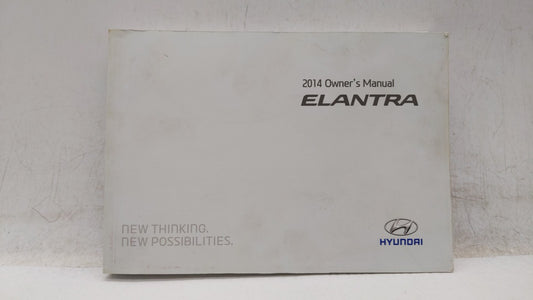 2014 Owner's Manual
ELANTRA
NEW THINKING.
NEW POSSIBILITIES.
HYUNDAI